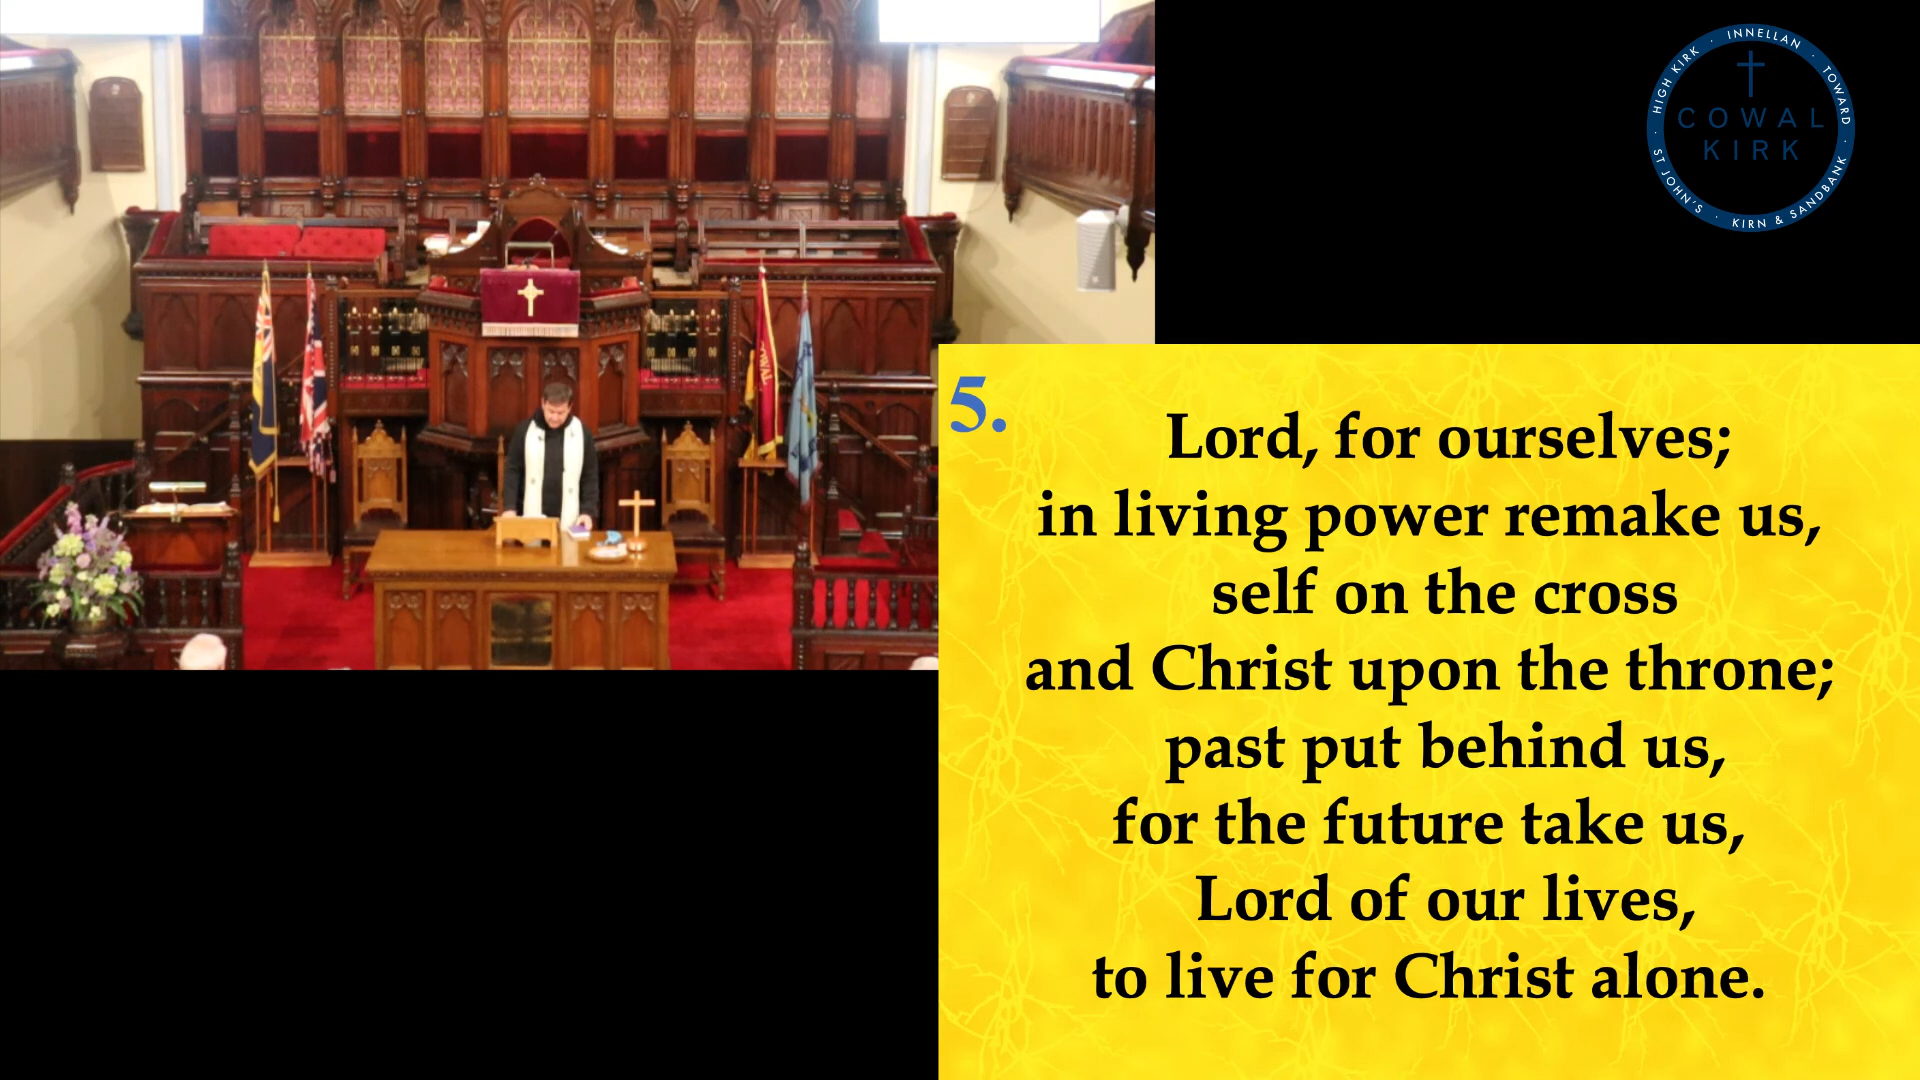 HIGH KIRK · INNELLAN · TOWARD · KIRN & SANDBANK · ST JOHN'S ·
COWAL
KIRK
5.
Lord, for ourselves;
in living power remake us,
self on the cross
and Christ upon the throne;
past put behind us,
for the future take us,
Lord of our lives,
to live for Christ alone.